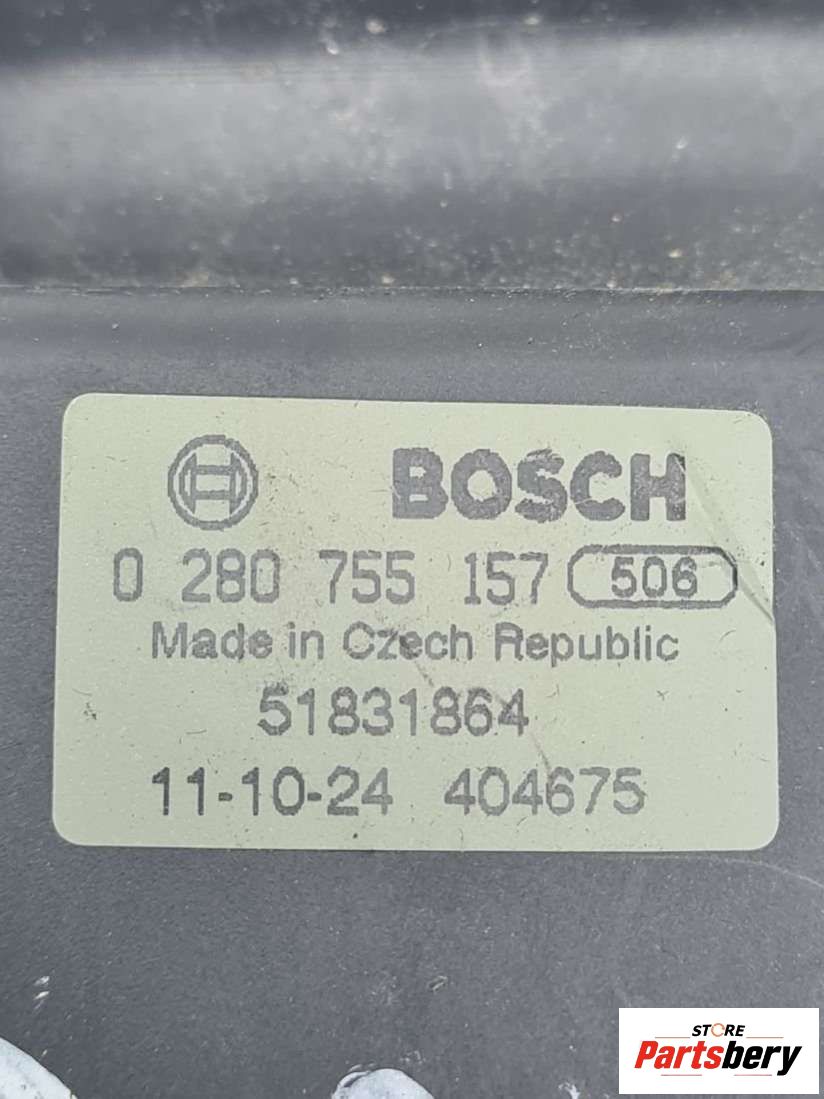 BOSCH
0 280 755 157 506
Made in Czech Republic
51831864
11-10-24 404675
STORE
Partsbery